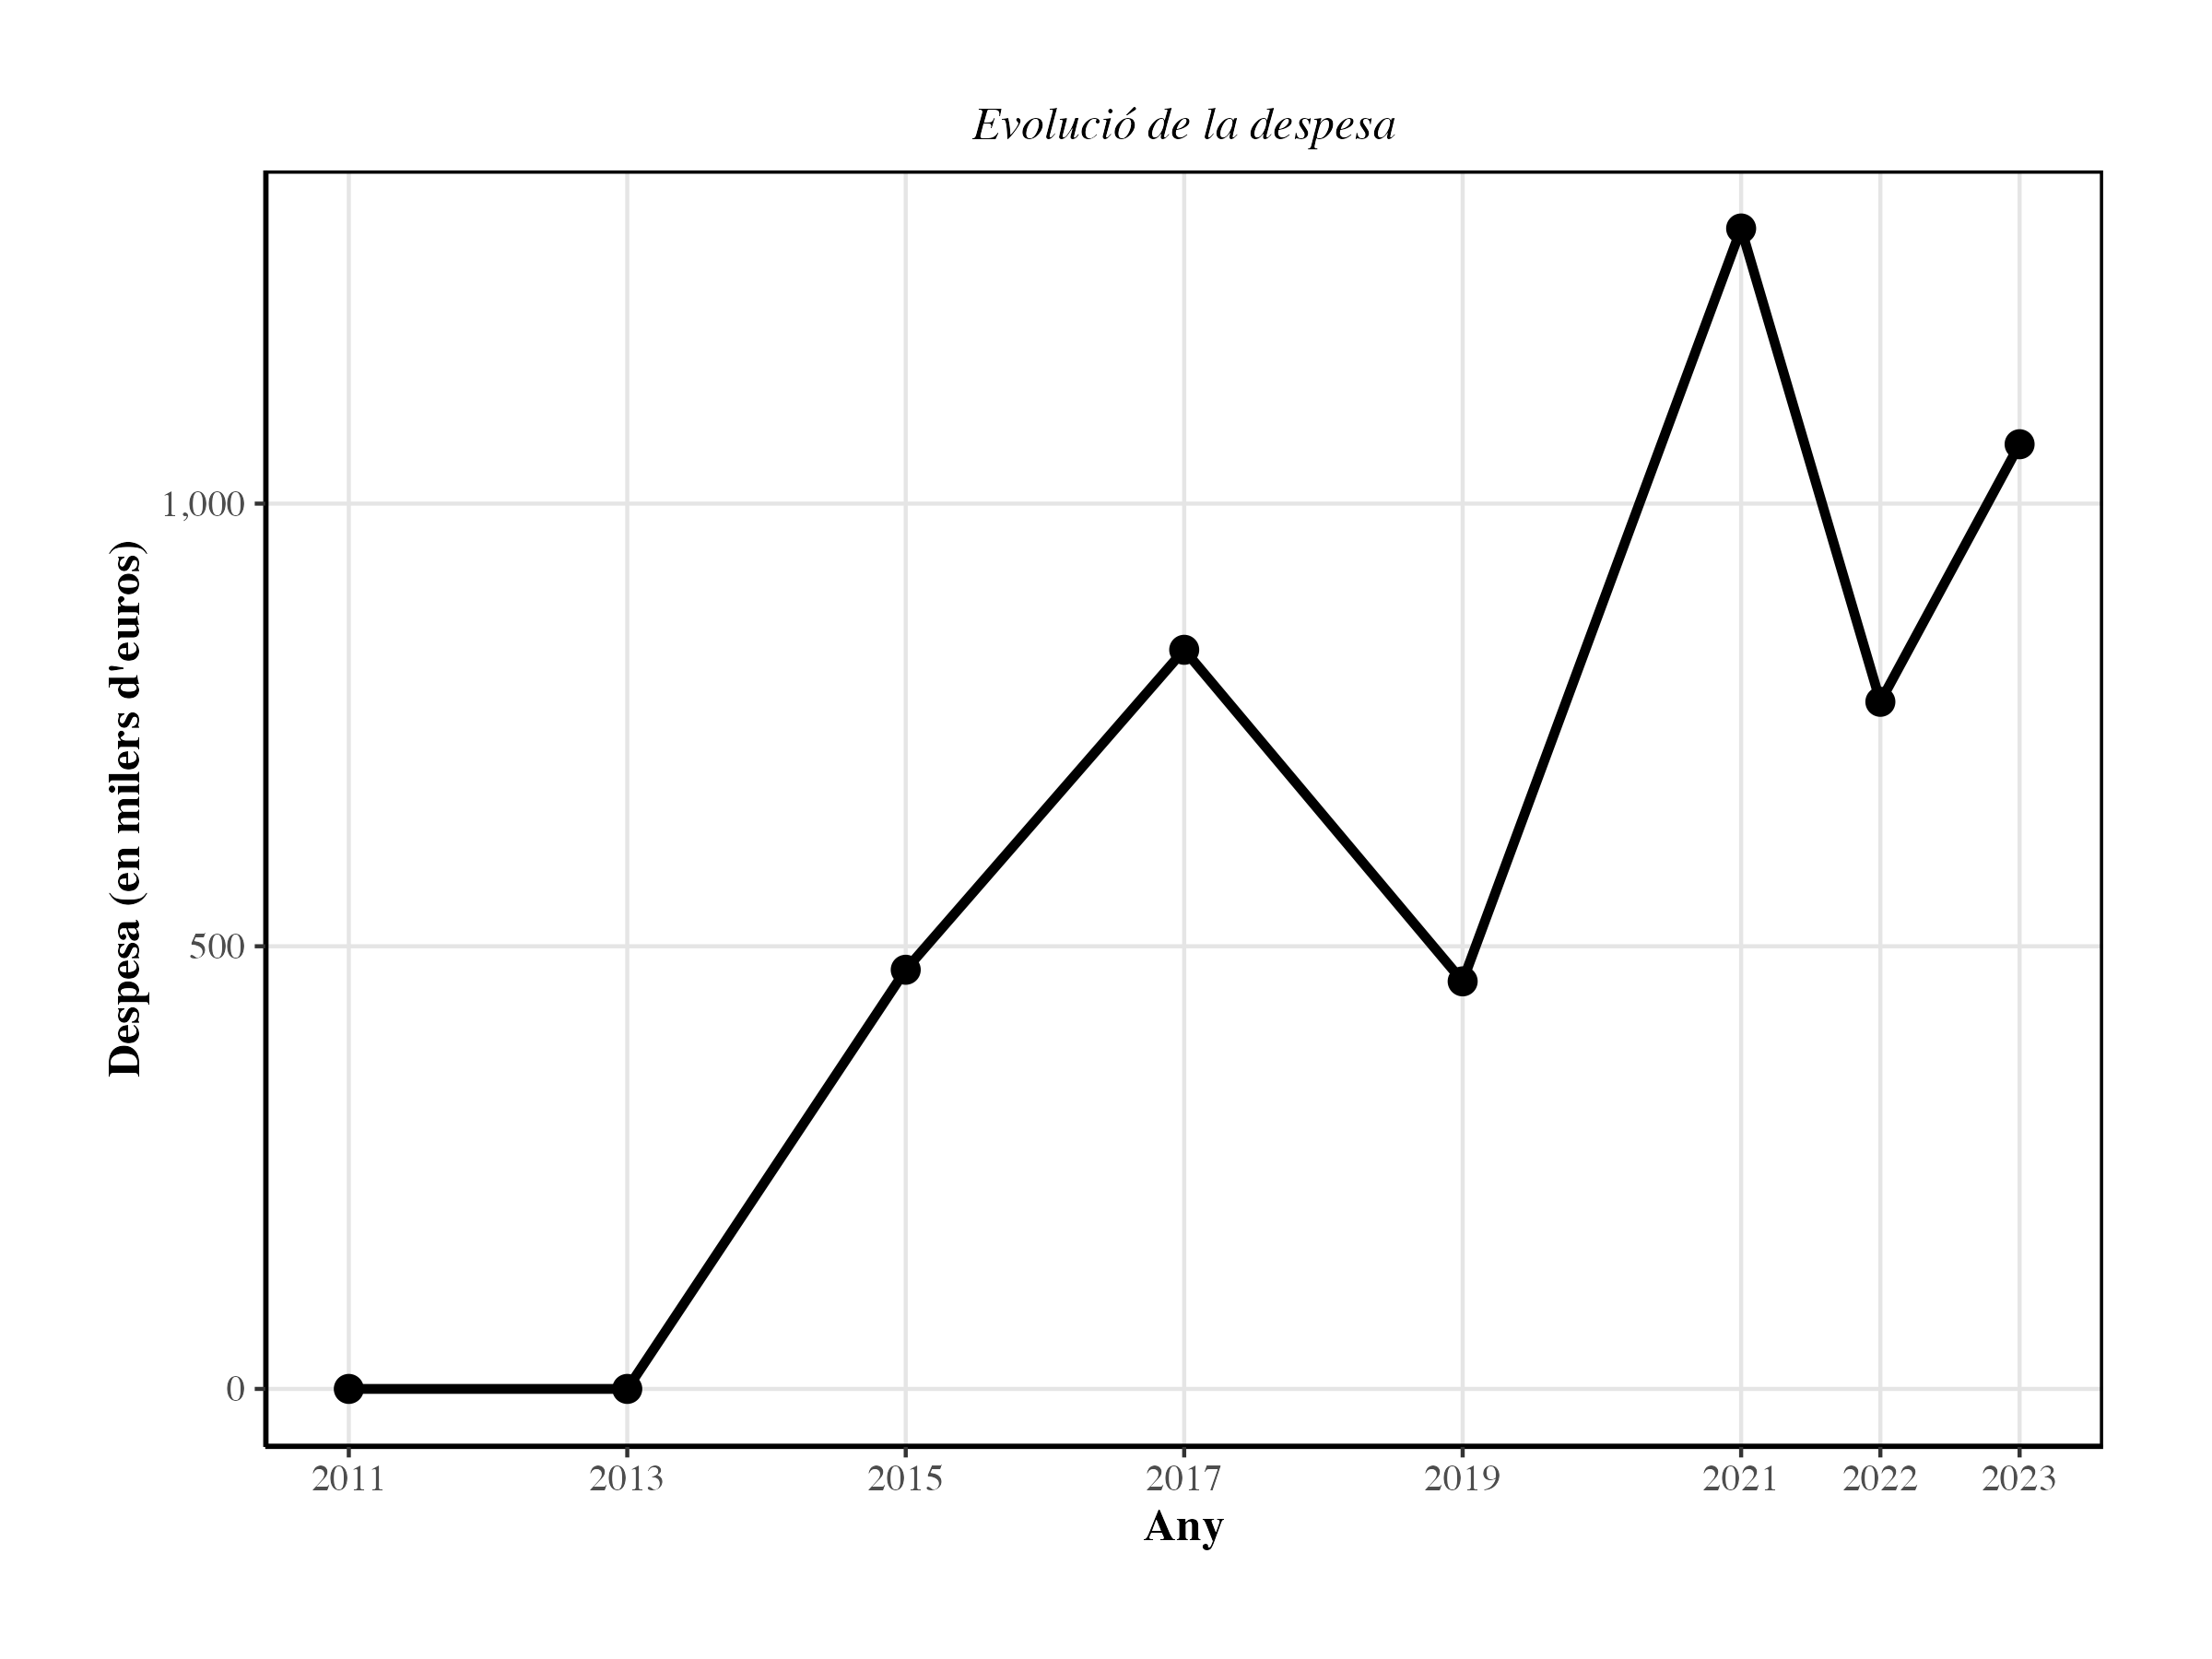 Evolució de la despesa
Despesa (en milers d'euros)
1,000
500
0
2011 2013 2015 2017 2019 2021 2022 2023
Any